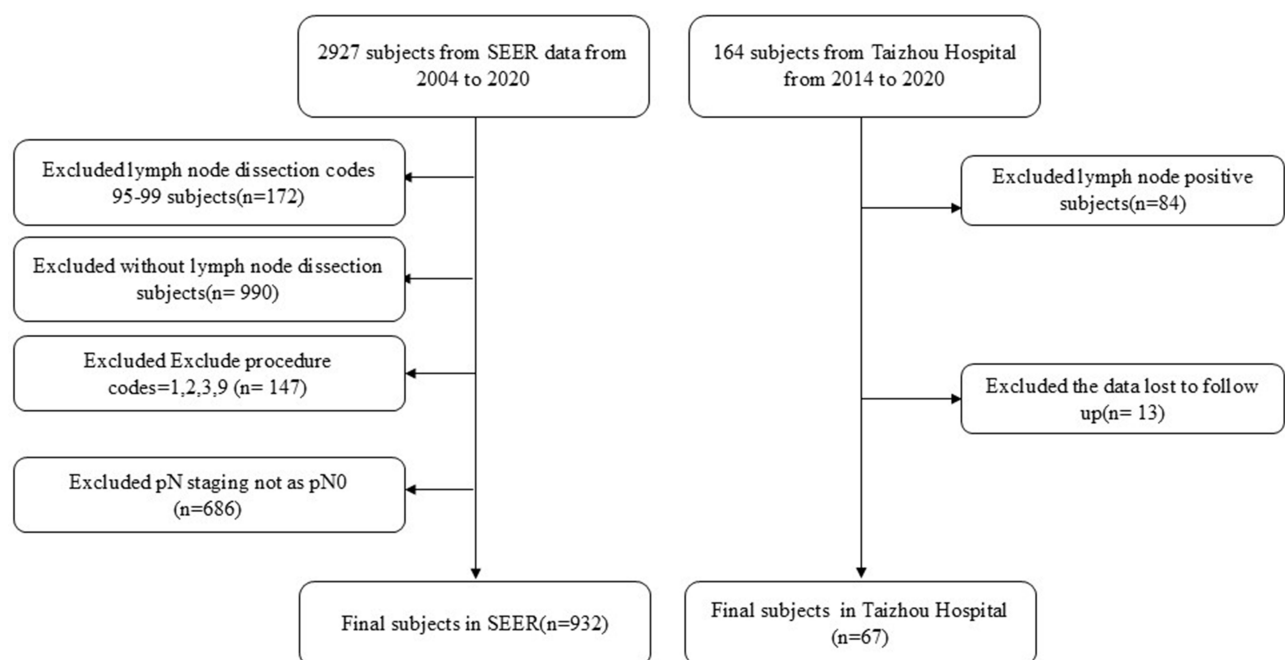 2927 subjects from SEER data from
2004 to 2020
164 subjects from Taizhou Hospital
from 2014 to 2020
Excluded lymph node dissection codes
95-99 subjects(n=172)
Excluded without lymph node dissection
subjects(n= 990)
Excluded Exclude procedure
codes=1,2,3,9 (n= 147)
Excluded pN staging not as pN0
(n=686)
Excluded lymph node positive
subjects(n=84)
Excluded the data lost to follow
up(n= 13)
Final subjects in SEER(n=932)
Final subjects  in Taizhou Hospital
(n=67)